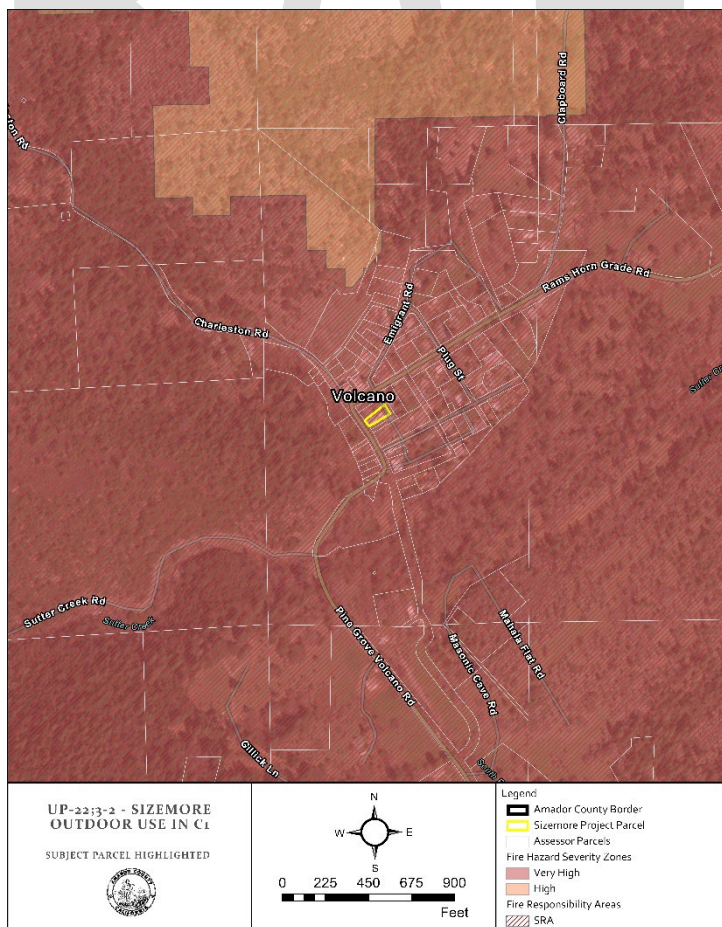 Clapboard Rd
Rams Horn Grade Rd
Emigrant Rd
Charleston Rd
Plug St
Volcano
Sutter Creek Rd
Sutter Creek
Pine Grove Volcano Rd
Mahala Flat Rd
Masonic Cave Rd
Gillick Ln
UP-22;3-2 - SIZEMORE
OUTDOOR USE IN C1
SUBJECT PARCEL HIGHLIGHTED
AMADOR COUNTY
CALIFORNIA
N
W E
S
0 225 450 675 900
Feet
Legend
Amador County Border
Sizemore Project Parcel
Assessor Parcels
Fire Hazard Severity Zones
Very High
High
Fire Responsibility Areas
SRA